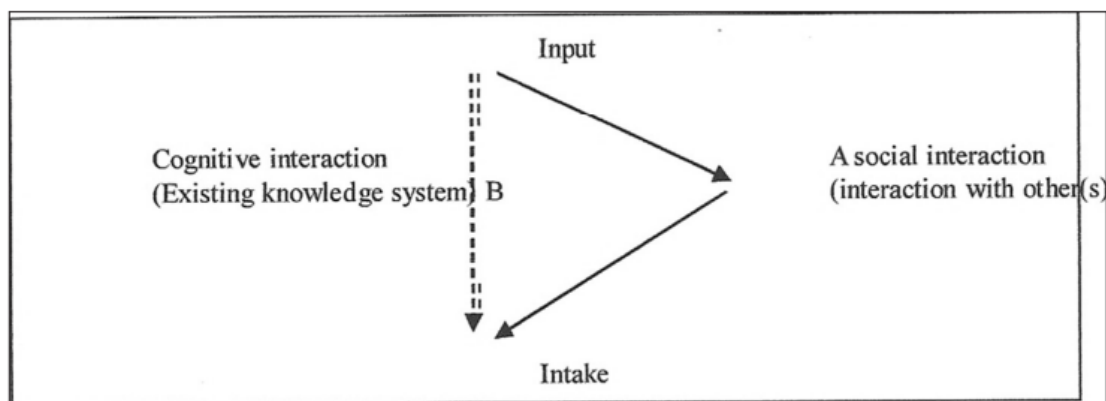 Input
Cognitive interaction
(Existing knowledge system) B
A social interaction
(interaction with other(s)
Intake